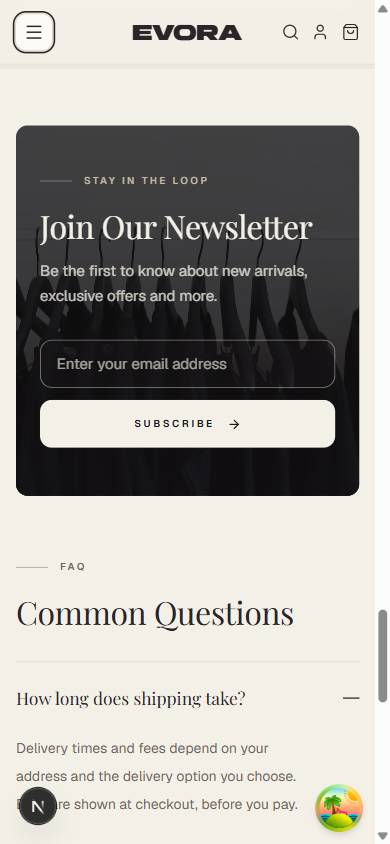 EVORA
STAY IN THE LOOP
Join Our Newsletter
Be the first to know about new arrivals,
exclusive offers and more.
Enter your email address
SUBSCRIBE
FAQ
Common Questions
How long does shipping take?
Delivery times and fees depend on your
address and the delivery option you choose.
are shown at checkout, before you pay.
N